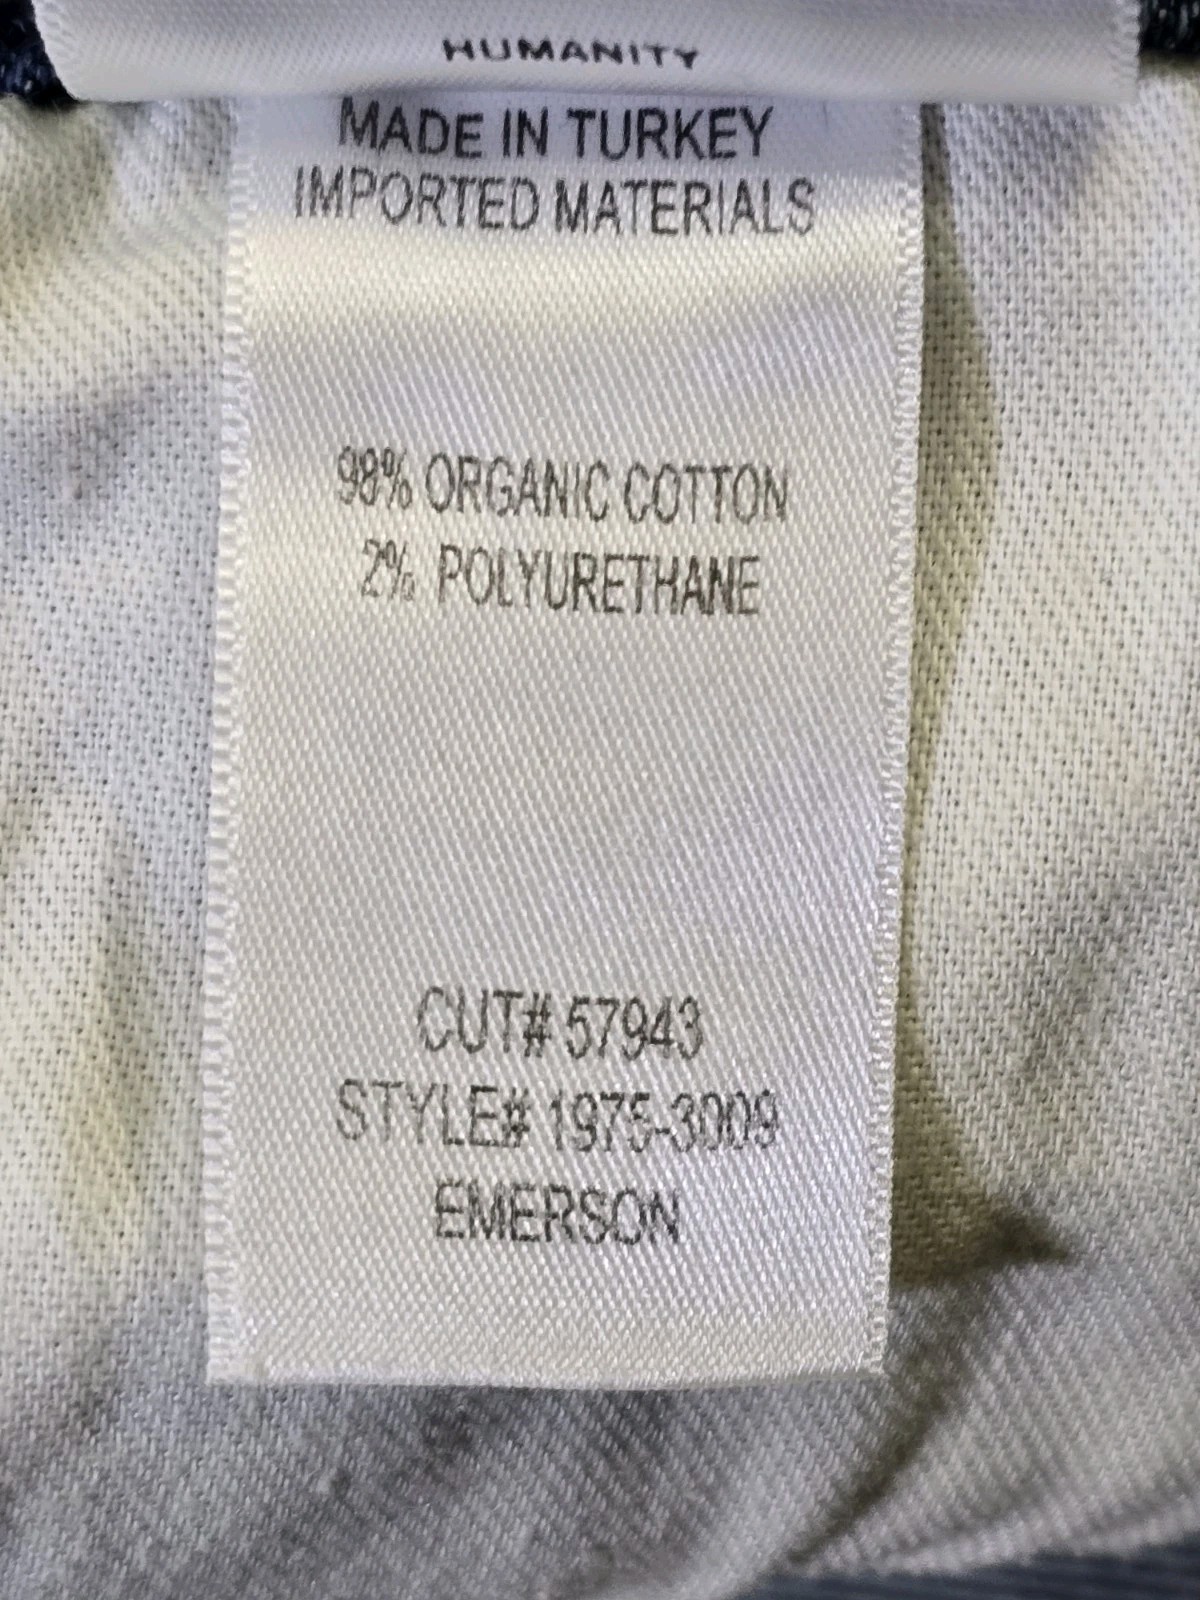 HUMANITY
MADE IN TURKEY
IMPORTED MATERIALS
98% ORGANIC COTTON
2% POLYURETHANE
CUT# 57943
STYLE# 1975-3009
EMERSON